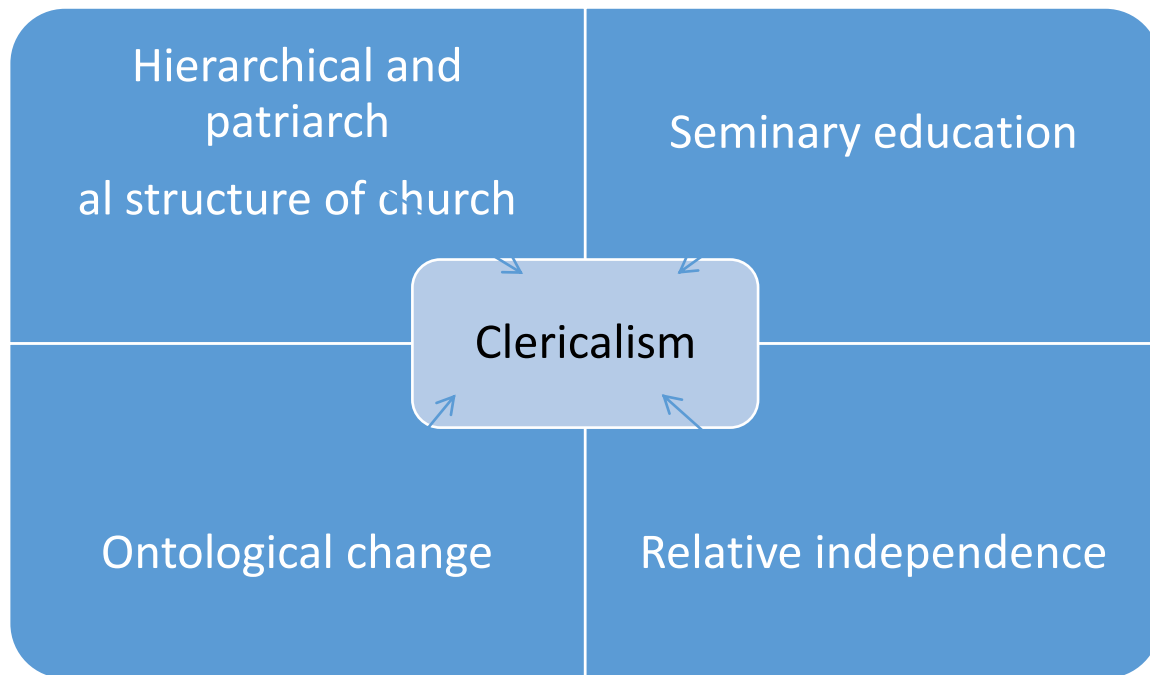 Hierarchical and
patriarch
al structure of church
Seminary education
Clericalism
Ontological change
Relative independence